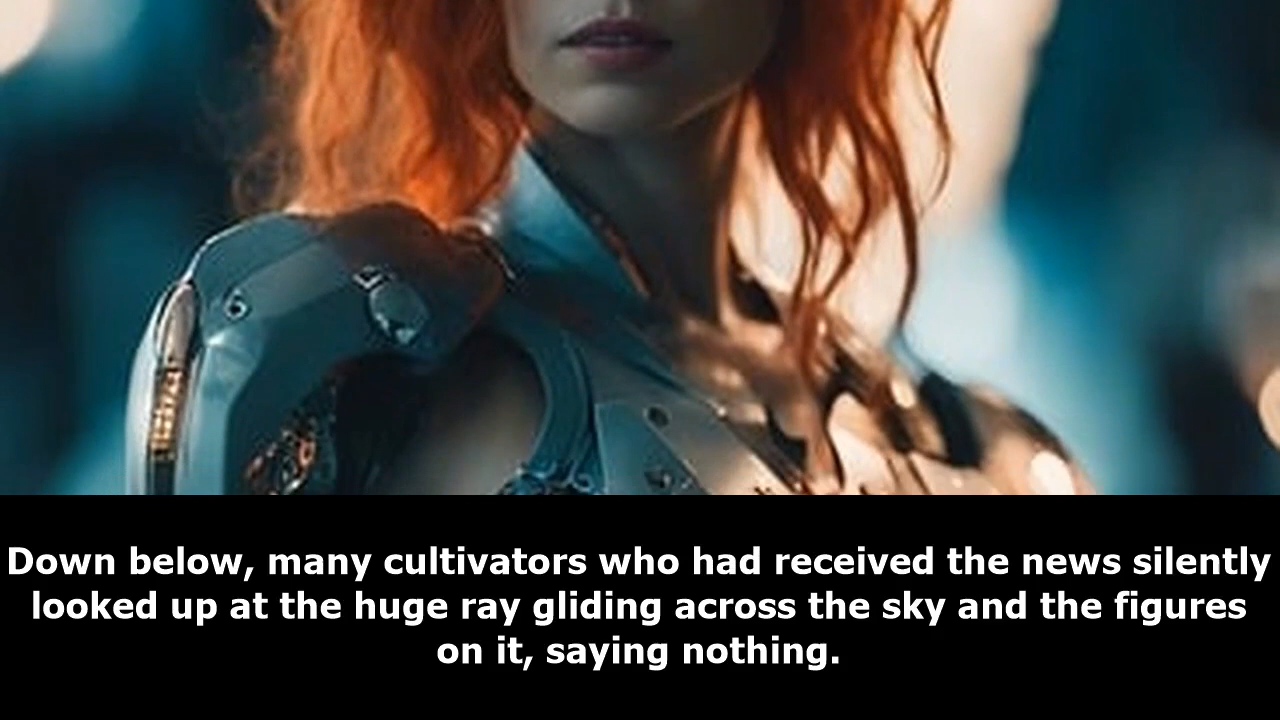 Down below, many cultivators who had received the news silently
looked up at the huge ray gliding across the sky and the figures
on it, saying nothing.